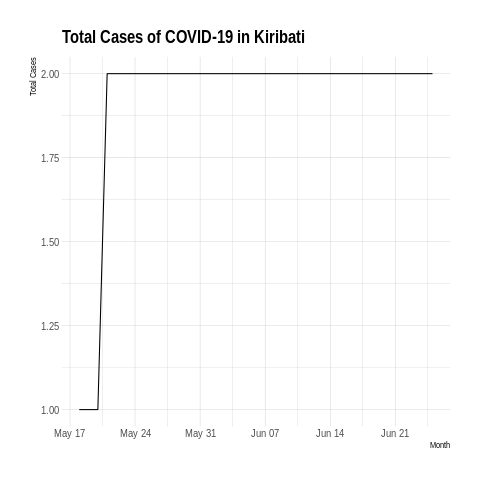 Total Cases of COVID-19 in Kiribati
Total Cases
2.00
1.75
1.50
1.25
1.00
May 17 May 24 May 31 Jun 07 Jun 14 Jun 21
Month